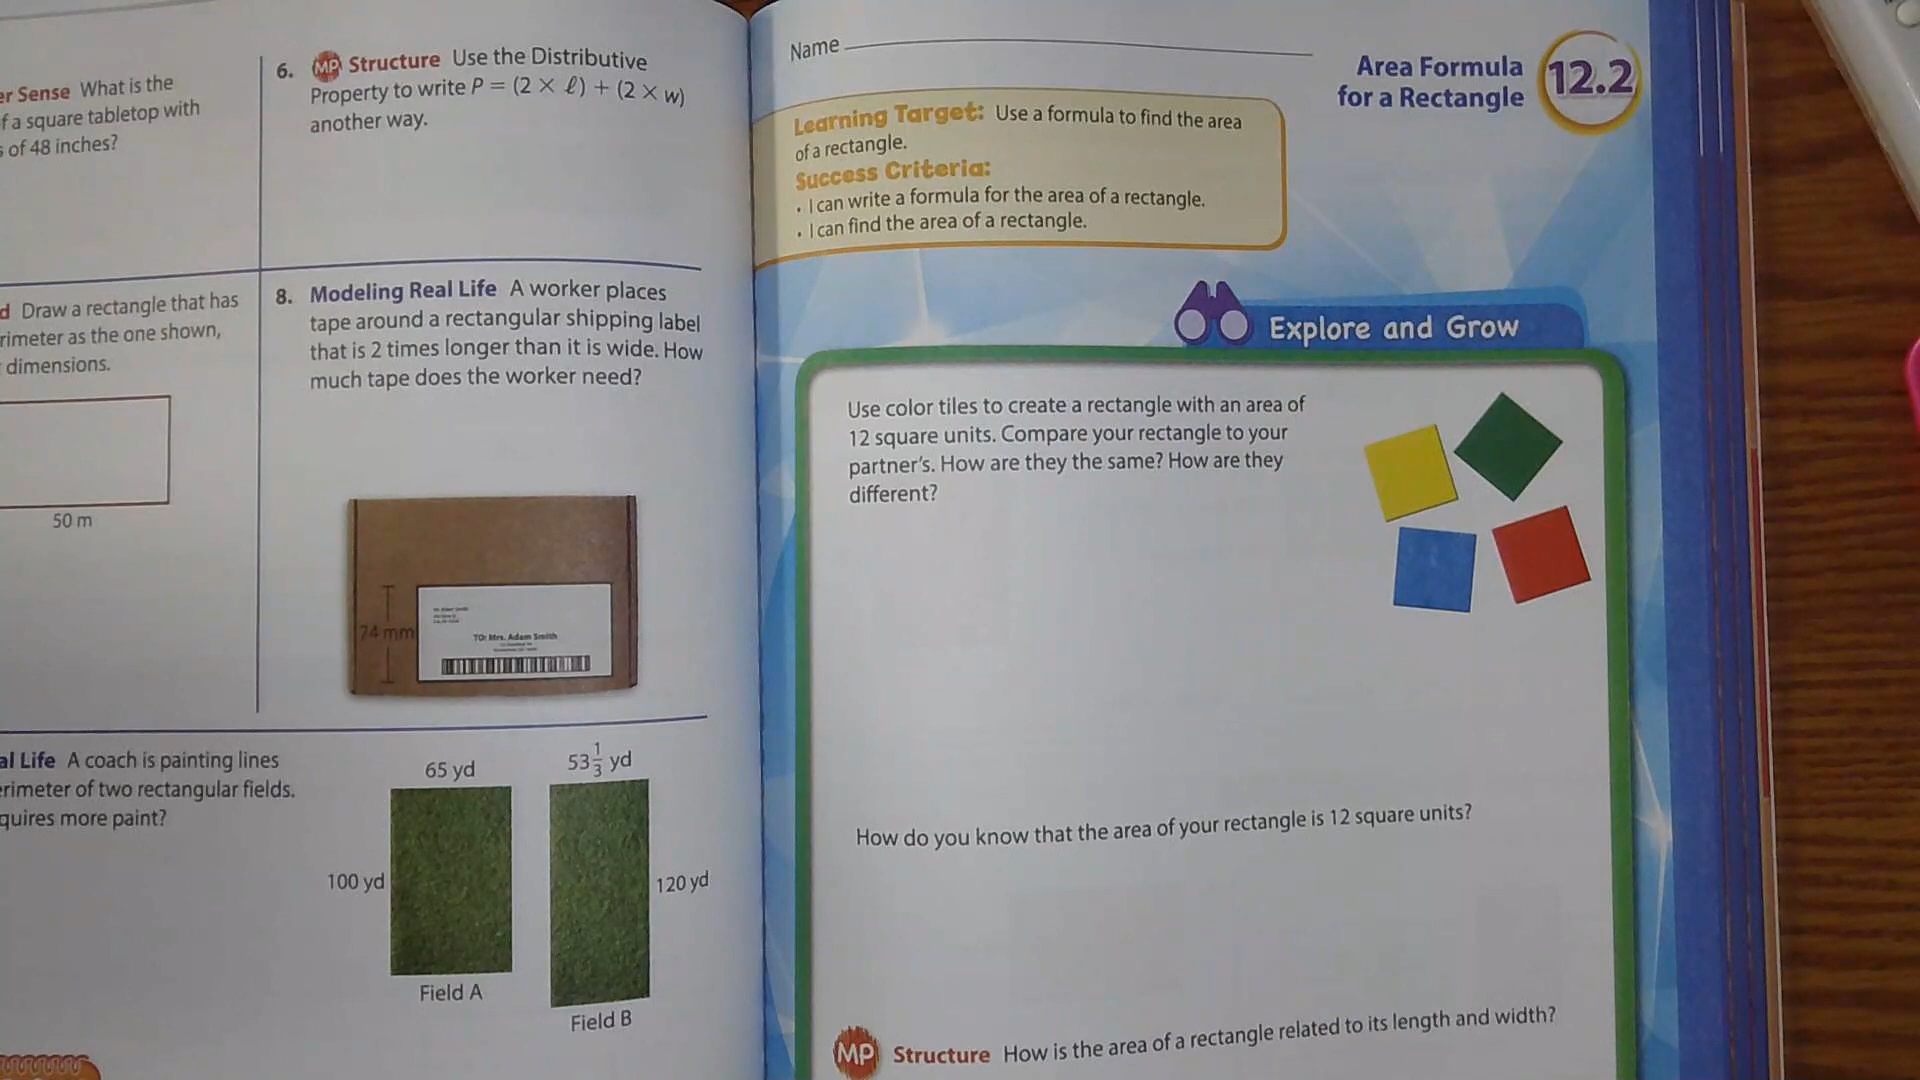 er Sense What is the
f a square tabletop with
s of 48 inches?
6. MP Structure Use the Distributive
Property to write P = (2 × ℓ) + (2 × w)
another way.
d Draw a rectangle that has
rimeter as the one shown,
dimensions.
50 m
8. Modeling Real Life A worker places
tape around a rectangular shipping label
that is 2 times longer than it is wide. How
much tape does the worker need?
74 mm
TO: Mrs. Adam Smith
al Life A coach is painting lines
erimeter of two rectangular fields.
quires more paint?
65 yd
53 1/3 yd
100 yd
120 yd
Field A
Field B
Name
Area Formula
for a Rectangle
12.2
Learning Target: Use a formula to find the area
of a rectangle.
Success Criteria:
• I can write a formula for the area of a rectangle.
• I can find the area of a rectangle.
Explore and Grow
Use color tiles to create a rectangle with an area of
12 square units. Compare your rectangle to your
partner's. How are they the same? How are they
different?
How do you know that the area of your rectangle is 12 square units?
MP Structure How is the area of a rectangle related to its length and width?